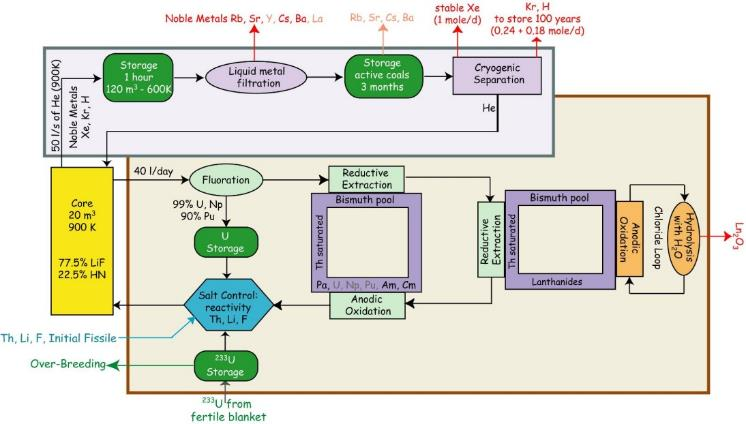 Noble Metals Rb, Sr, Y, Cs, Ba, La
Rb, Sr, Cs, Ba
stable Xe
(1 mole/d)
Kr, H
to store 100 years
(0,24 + 0,18 mole/d)
50 l/s of He (900K)
Noble Metals
Xe, Kr, H
Storage
1 hour
120 m³ - 600K
Liquid metal
filtration
Storage
active coals
3 months
Cryogenic
Separation
He
Core
20 m³
900 K
77.5% LiF
22.5% HN
40 l/day
Fluoration
99% U, Np
90% Pu
U
Storage
Reductive
Extraction
Bismuth pool
Th saturated
Pa, U, Np, Pu, Am, Cm
Anodic
Oxidation
Reductive
Extraction
Bismuth pool
Th saturated
Lanthanides
Anodic
Oxidation
Chloride Loop
Hydrolysis
with H₂O
Ln₂O₃
Salt Control:
reactivity
Th, Li, F
Th, Li, F, Initial Fissile
Over-Breeding
²³³U
Storage
²³³U from
fertile blanket